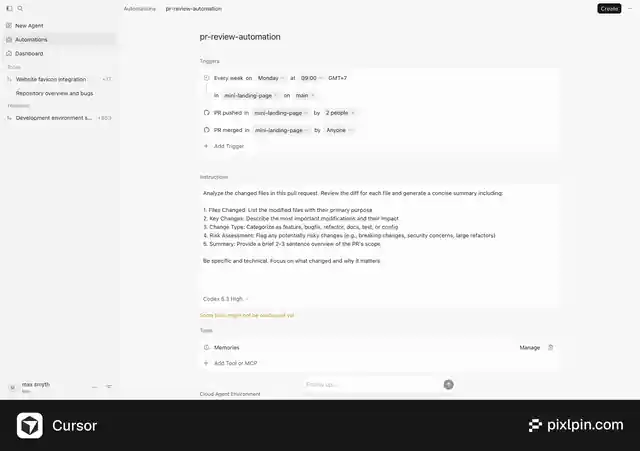 Automations pr-review-automation Create
New Agent
Automations
Dashboard
Website favicon integration
Repository overview and bugs
Development environment s...
max smyth
pr-review-automation
Triggers
Every week on Monday at 09:00 GMT+7
in mini-landing-page on main
PR pushed in mini-landing-page by 2 people
PR merged in mini-landing-page by Anyone
Add Trigger
Instructions
Analyze the changed files in this pull request. Review the diff for each file and generate a concise summary including:
1. Files Changed: List the modified files with their primary purpose
2. Key Changes: Describe the most important modifications and their impact
3. Change Type: Categorize as feature, bugfix, refactor, docs, test, or config
4. Risk Assessment: Flag any potentially risky changes (e.g., breaking changes, security concerns, large refactors)
5. Summary: Provide a brief 2-3 sentence overview of the PR's scope
Be specific and technical. Focus on what changed and why it matters
Codex 5.3 High
Some tools might not be configured yet
Tools
Memories Manage
Add Tool or MCP
Follow up...
Cloud Agent Environment
Cursor
pixlpin.com